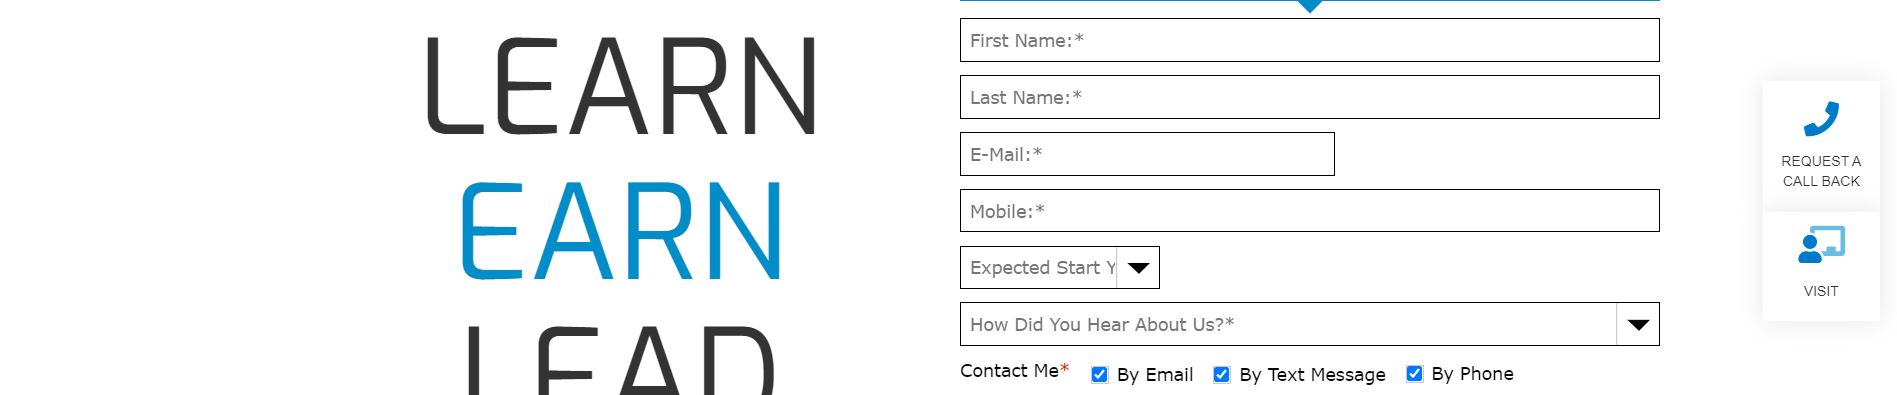 LEARN
EARN
LEAD
First Name:*
Last Name:*
E-Mail:*
Mobile:*
Expected Start Y
How Did You Hear About Us?*
Contact Me* By Email By Text Message By Phone
REQUEST A
CALL BACK
VISIT